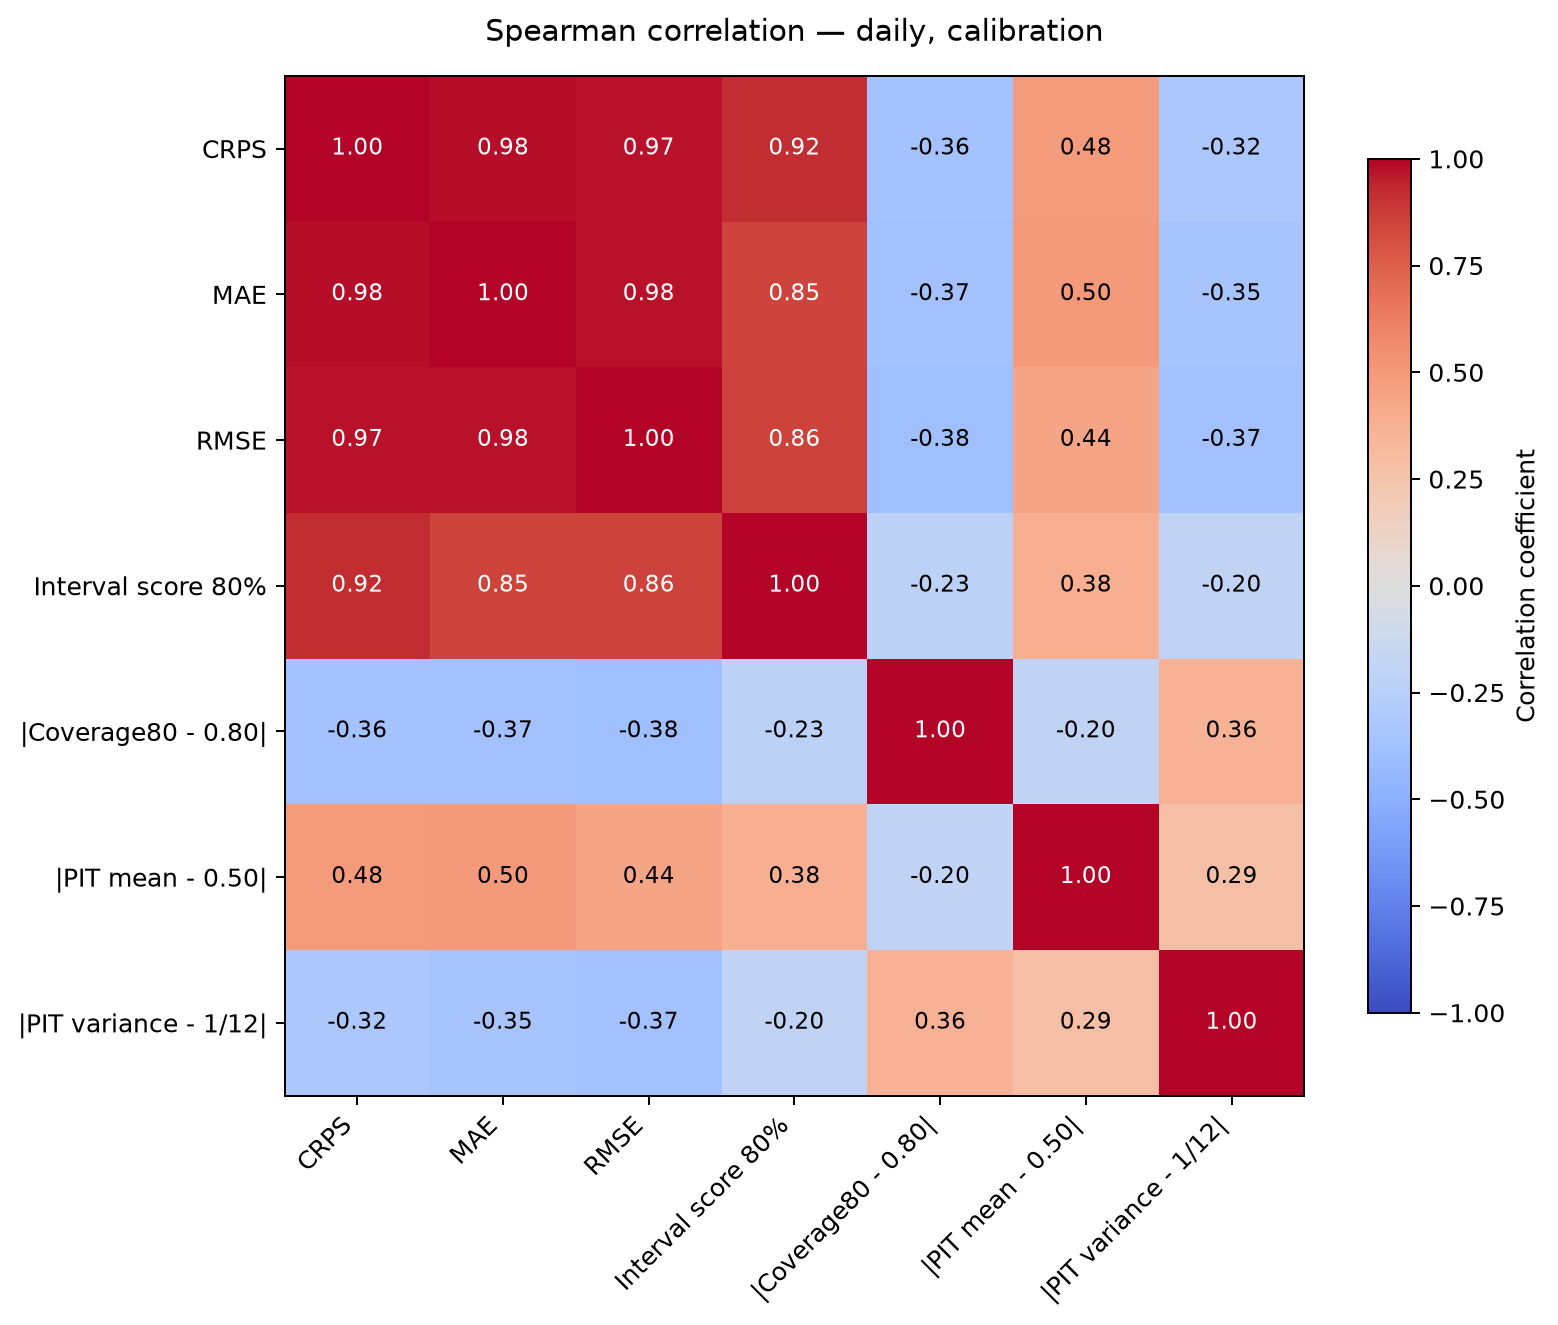 Spearman correlation — daily, calibration
CRPS 1.00 0.98 0.97 0.92 -0.36 0.48 -0.32
MAE 0.98 1.00 0.98 0.85 -0.37 0.50 -0.35
RMSE 0.97 0.98 1.00 0.86 -0.38 0.44 -0.37
Interval score 80% 0.92 0.85 0.86 1.00 -0.23 0.38 -0.20
|Coverage80 - 0.80| -0.36 -0.37 -0.38 -0.23 1.00 -0.20 0.36
|PIT mean - 0.50| 0.48 0.50 0.44 0.38 -0.20 1.00 0.29
|PIT variance - 1/12| -0.32 -0.35 -0.37 -0.20 0.36 0.29 1.00
CRPS
MAE
RMSE
Interval score 80%
|Coverage80 - 0.80|
|PIT mean - 0.50|
|PIT variance - 1/12|
1.00
0.75
0.50
0.25
0.00
−0.25
−0.50
−0.75
−1.00
Correlation coefficient